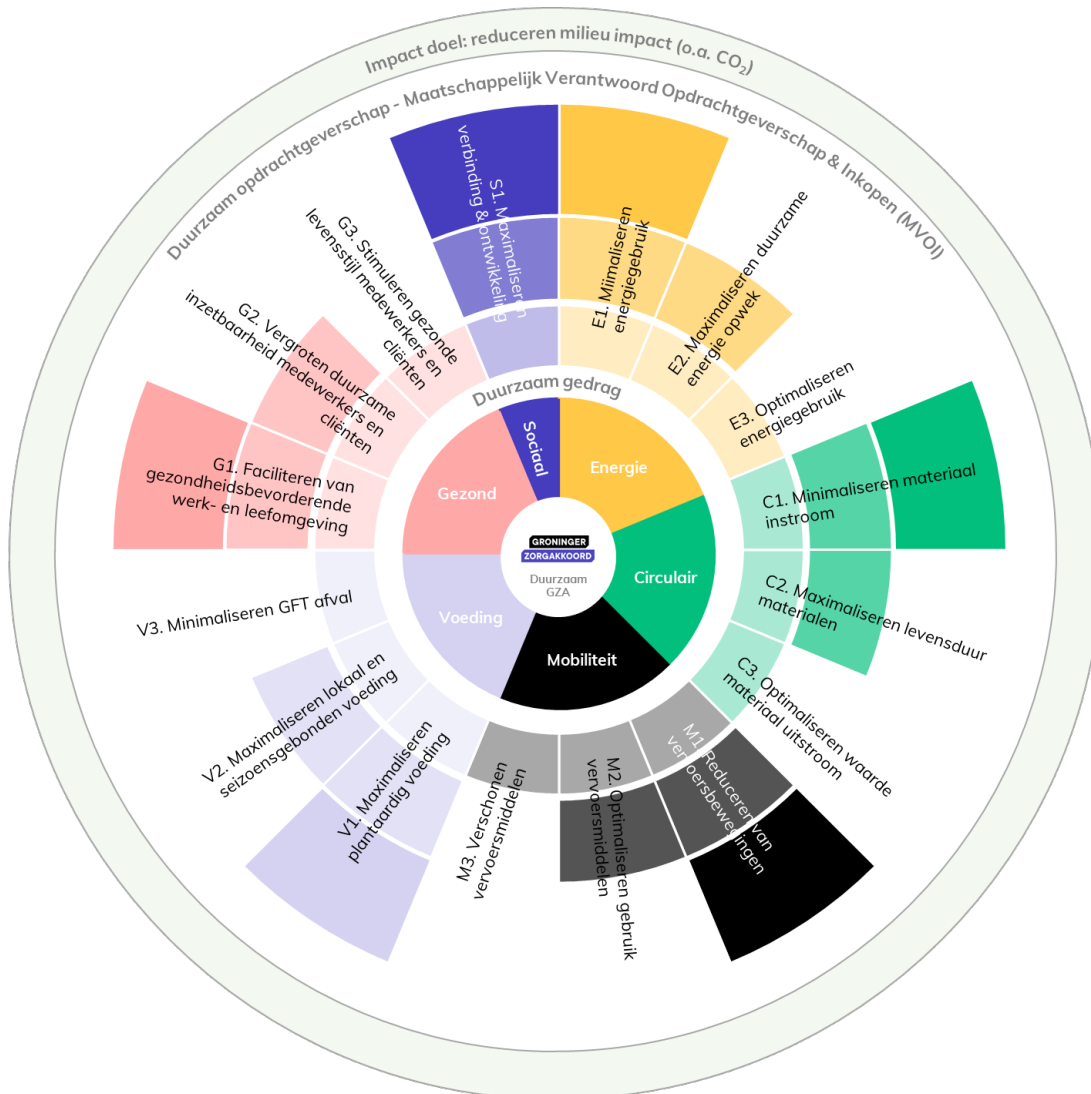 Impact doel: reduceren milieu impact (o.a. CO₂)
Duurzaam opdrachtgeverschap - Maatschappelijk Verantwoord Opdrachtgeverschap & Inkopen (MVOI)
S1. Maximaliseren
verbinding & ontwikkeling
E1. Miimaliseren
energiegebruik
E2. Maximaliseren duurzame
energie opwek
E3. Optimaliseren
energiegebruik
C1. Minimaliseren materiaal
instroom
C2. Maximaliseren levensduur
materialen
C3. Optimaliseren waarde
materiaal uitstroom
M1. Reduceren van
vervoersbewegingen
M2. Optimaliseren gebruik
vervoersmiddelen
M3. Verschonen
vervoersmiddelen
V1. Maximaliseren
plantaardig voeding
V2. Maximaliseren lokaal en
seizoensgebonden voeding
V3. Minimaliseren GFT afval
G1. Faciliteren van
gezondheidsbevorderende
werk- en leefomgeving
G2. Vergroten duurzame
inzetbaarheid medewerkers en
cliënten
G3. Stimuleren gezonde
levensstijl medewerkers en
cliënten
Duurzaam gedrag
Sociaal
Energie
Circulair
Mobiliteit
Voeding
Gezond
GRONINGER
ZORGAKKOORD
Duurzaam
GZA